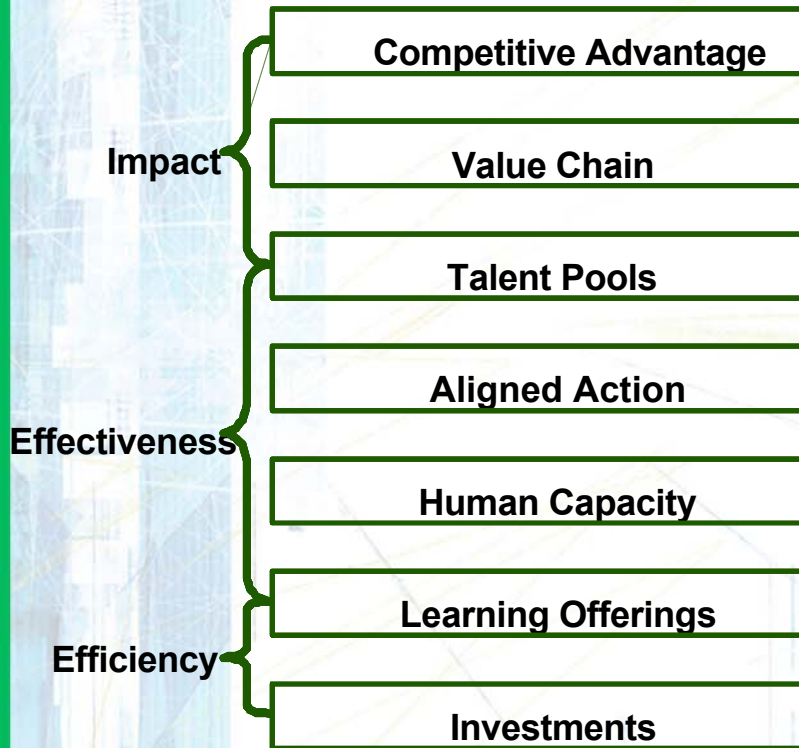 Competitive Advantage
Impact
Value Chain
Talent Pools
Aligned Action
Effectiveness
Human Capacity
Learning Offerings
Efficiency
Investments